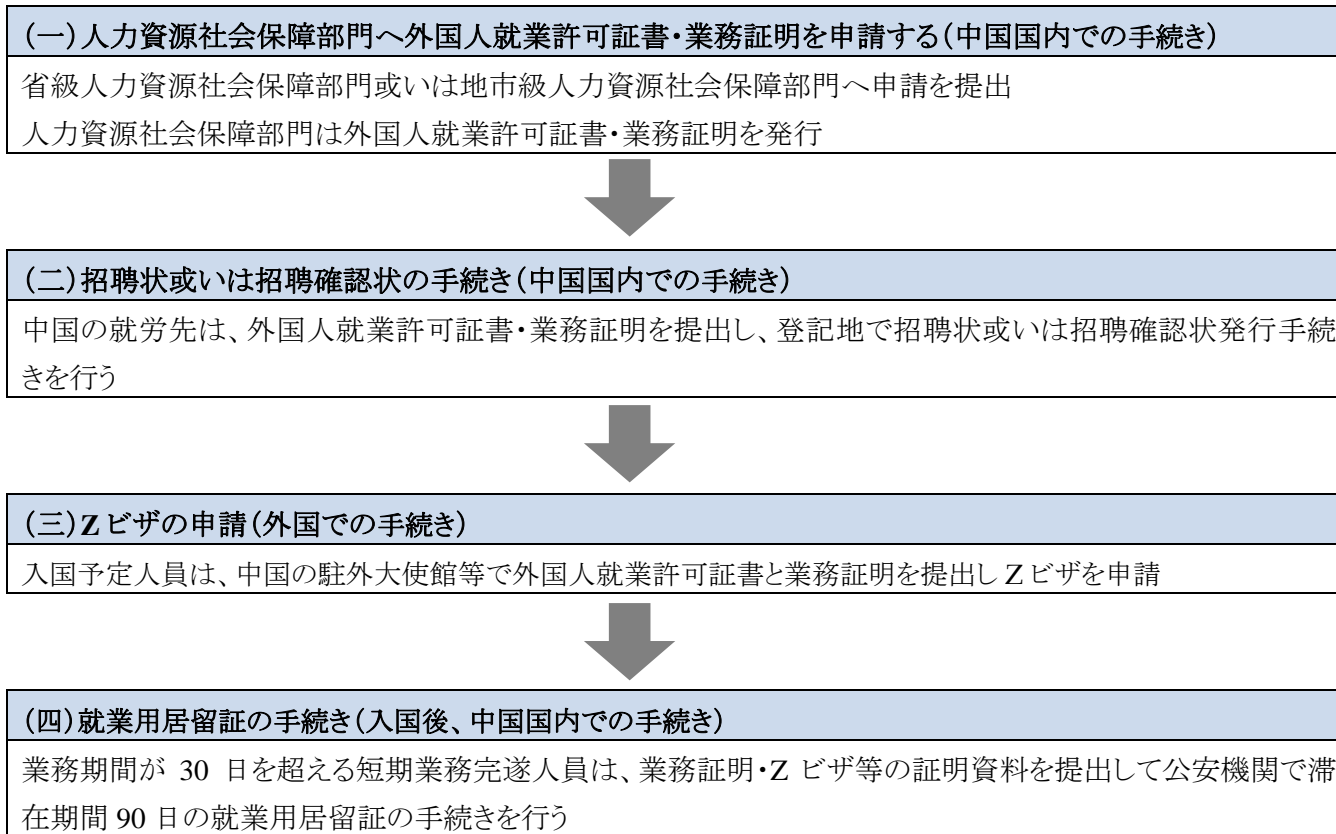 (一)人力資源社会保障部門へ外国人就業許可証書・業務証明を申請する(中国国内での手続き)
省級人力資源社会保障部門或いは地市級人力資源社会保障部門へ申請を提出
人力資源社会保障部門は外国人就業許可証書・業務証明を発行
(二)招聘状或いは招聘確認状の手続き(中国国内での手続き)
中国の就労先は、外国人就業許可証書・業務証明を提出し、登記地で招聘状或いは招聘確認状発行手続
きを行う
(三)Zビザの申請(外国での手続き)
入国予定人員は、中国の駐外大使館等で外国人就業許可証書と業務証明を提出し Z ビザを申請
(四)就業用居留証の手続き(入国後、中国国内での手続き)
業務期間が 30 日を超える短期業務完遂人員は、業務証明・Z ビザ等の証明資料を提出して公安機関で滞
在期間 90 日の就業用居留証の手続きを行う